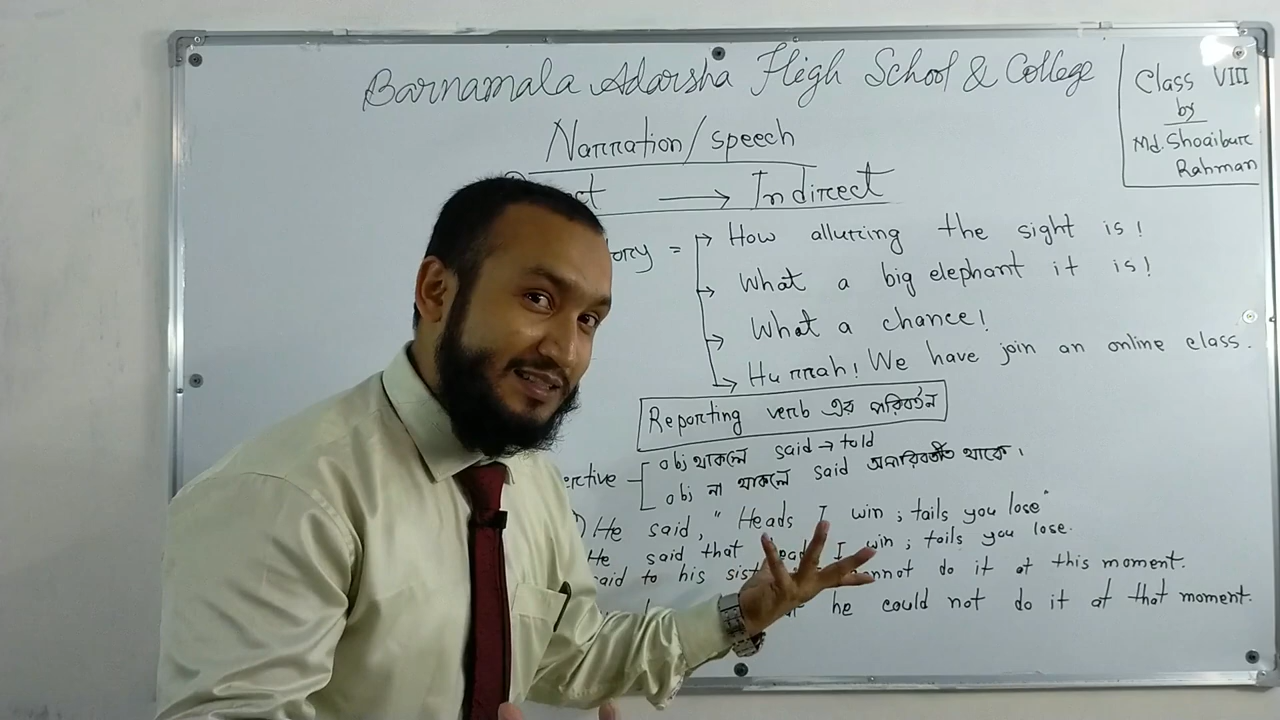 Barnamala Adarsha High School & College
Class VIII
by
Md. Shoaibur
Rahman
Narration/speech
→ Indirect
= → How alluring the sight is!
→ What a big elephant it is!
→ What a chance!
→ Hurrah! We have join an online class.
Reporting verb এর পরিবর্তন
obj থাকলে said → told
obj না থাকলে said অপরিবর্তীত থাকে।
He said, "Heads I win; tails you lose"
He said that I win; tails you lose.
said to his do it at this moment.
he could not do it at that moment.